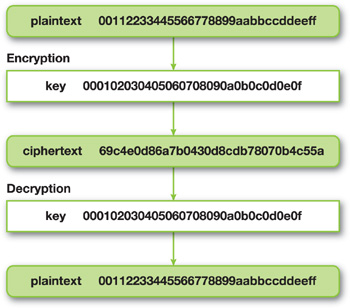 plaintext 00112233445566778899aabbccddeeff
Encryption
key 000102030405060708090a0b0c0d0e0f
ciphertext 69c4e0d86a7b0430d8cdb78070b4c55a
Decryption
key 000102030405060708090a0b0c0d0e0f
plaintext 00112233445566778899aabbccddeeff